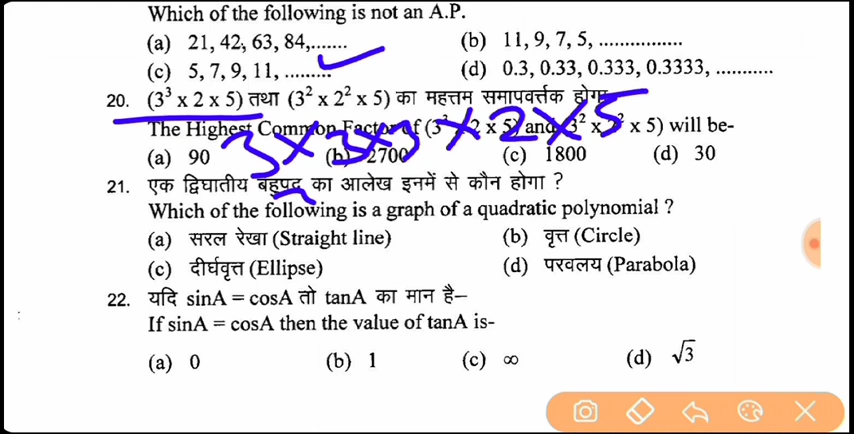 Which of the following is not an A.P.
(a) 21, 42, 63, 84,.......
(b) 11, 9, 7, 5, .................
(c) 5, 7, 9, 11, .........
(d) 0.3, 0.33, 0.333, 0.3333, ...........
20. (3³ x 2 x 5) तथा (3² x 2² x 5) का महत्तम समापवर्त्तक होगा
The Highest Common Factor of (3³ x 2 x 5) and (3² x 2² x 5) will be-
3 x 3 x 3 x 2 x 5
(a) 90
(b) 2700
(c) 1800
(d) 30
21. एक द्विघातीय बहुपद का आलेख इनमें से कौन होगा ?
Which of the following is a graph of a quadratic polynomial ?
(a) सरल रेखा (Straight line)
(b) वृत्त (Circle)
(c) दीर्घवृत्त (Ellipse)
(d) परवलय (Parabola)
22. यदि sinA = cosA तो tanA का मान है–
If sinA = cosA then the value of tanA is-
(a) 0
(b) 1
(c) ∞
(d) √3